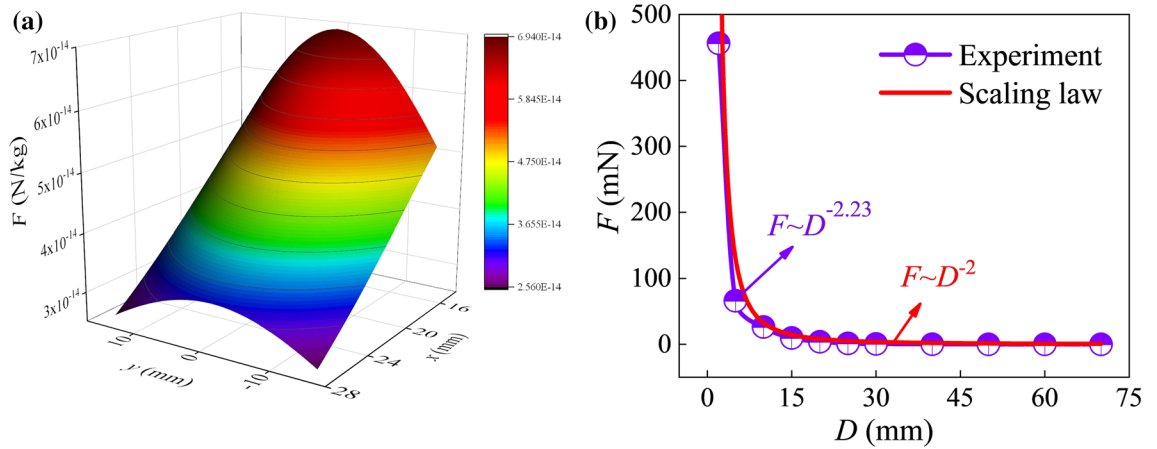 (a)
7x10⁻¹⁴
6x10⁻¹⁴
5x10⁻¹⁴
4x10⁻¹⁴
3x10⁻¹⁴
F (N/kg)
10
0
-10
y (mm)
16
20
24
28
x (mm)
6.940E-14
5.845E-14
4.750E-14
3.655E-14
2.560E-14
(b)
500
400
300
200
100
0
F (mN)
Experiment
Scaling law
F~D⁻²·²³
F~D⁻²
0 15 30 45 60 75
D (mm)